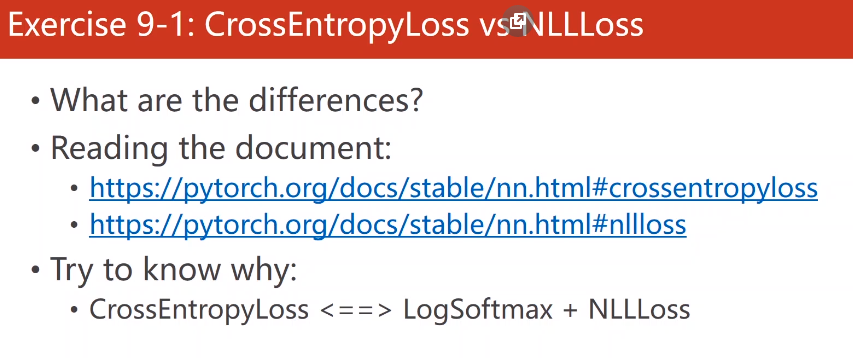 Exercise 9-1: CrossEntropyLoss vs NLLLoss
• What are the differences?
• Reading the document:
• https://pytorch.org/docs/stable/nn.html#crossentropyloss
• https://pytorch.org/docs/stable/nn.html#nllloss
• Try to know why:
• CrossEntropyLoss <==> LogSoftmax + NLLLoss